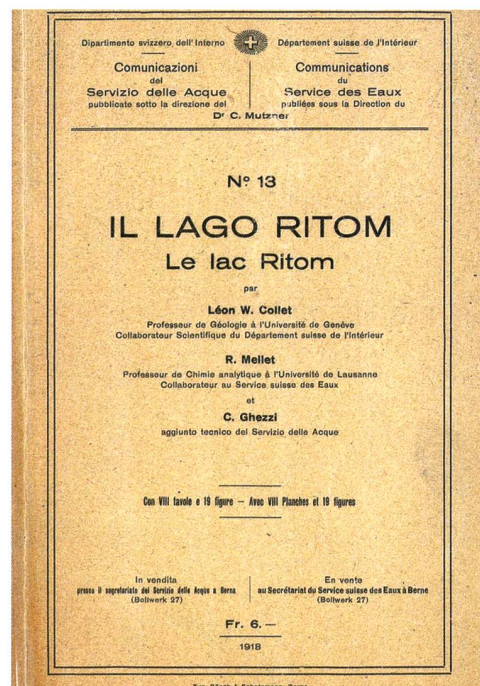 Dipartimento svizzero dell'Interno
Comunicazioni
del
Servizio delle Acque
pubblicate sotto la direzione del
Département suisse de l'Intérieur
Communications
du
Service des Eaux
publiées sous la Direction du
Dr C. Mutzner
No 13
IL LAGO RITOM
Le lac Ritom
par
Léon W. Collet
Professeur de Géologie à l'Université de Genève
Collaborateur Scientifique du Département suisse de l'Intérieur
R. Mellet
Professeur de Chimie analytique à l'Université de Lausanne
Collaborateur au Service suisse des Eaux
et
C. Ghezzi
aggiunto tecnico del Servizio delle Acque
Con VIII tavole e 19 figure — Avec VIII Planches et 19 figures
In vendita
presso il segretariato del Servizio delle Acque a Berna
(Bollwerk 27)
En vente
au Secrétariat du Service suisse des Eaux à Berne
(Bollwerk 27)
Fr. 6.—
1918